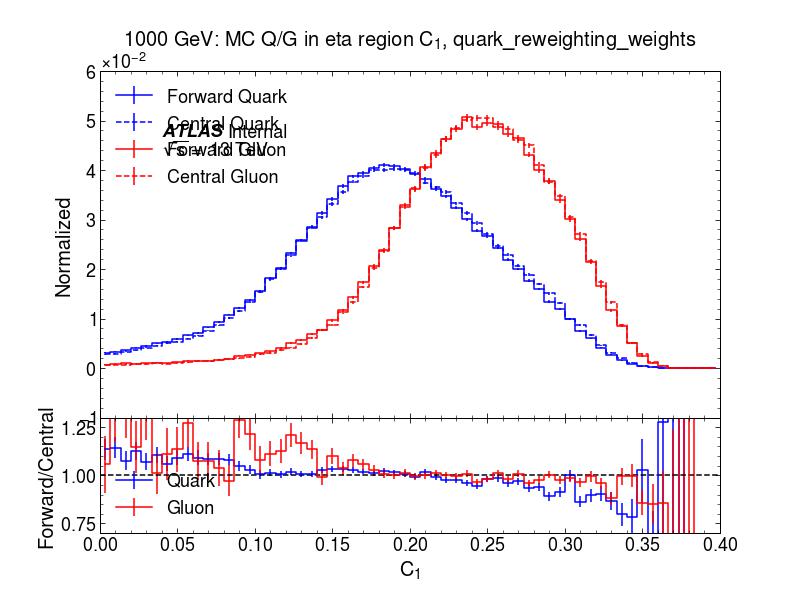 1000 GeV: MC Q/G in eta region C₁, quark_reweighting_weights
×10⁻²
6
5
4
3
2
1
0
−1
Normalized
Forward Quark
Central Quark
ATLAS Internal
Forward Gluon
√s = 13 TeV
Central Gluon
Forward/Central
1.25
1.00
0.75
Quark
Gluon
0.00 0.05 0.10 0.15 0.20 0.25 0.30 0.35 0.40
C₁